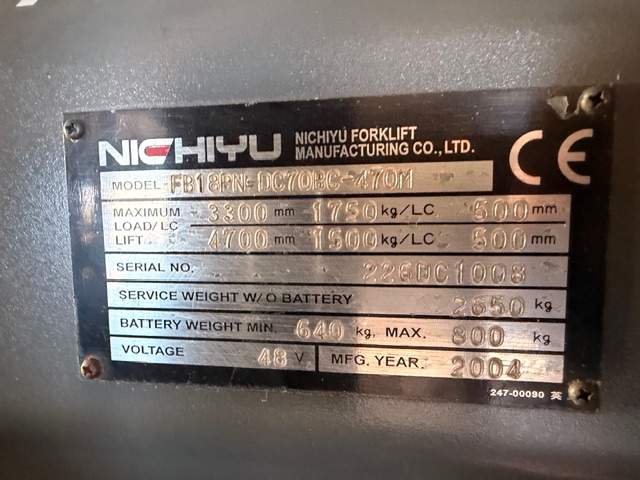 NICHIYU NICHIYU FORKLIFT
MANUFACTURING CO., LTD. CE
MODEL FB18PN-DC70BC-470M
MAXIMUM LOAD/LC LIFT 3300 mm 1750 kg/LC 500 mm
4700 mm 1500 kg/LC 500 mm
SERIAL NO. 226DC1008
SERVICE WEIGHT W/O BATTERY 2650 kg
BATTERY WEIGHT MIN. 640 kg, MAX. 800 kg
VOLTAGE 48 V MFG. YEAR. 2004
247-00090 英